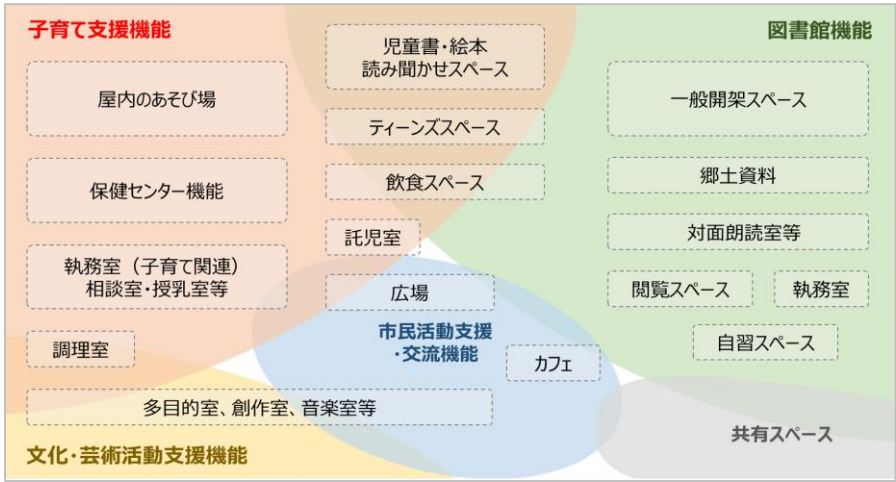 子育て支援機能
図書館機能
児童書・絵本
読み聞かせスペース
屋内のあそび場
一般開架スペース
ティーンズスペース
保健センター機能
飲食スペース
郷土資料
託児室
対面朗読室等
執務室（子育て関連）
相談室・授乳室等
広場
閲覧スペース
執務室
市民活動支援
・交流機能
自習スペース
調理室
カフェ
多目的室、創作室、音楽室等
共有スペース
文化・芸術活動支援機能